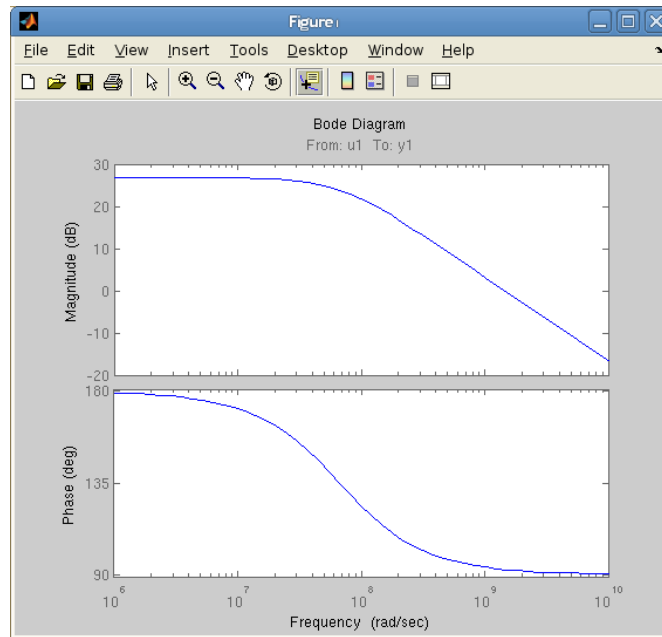 Figure
File Edit View Insert Tools Desktop Window Help
Bode Diagram
From: u1 To: y1
30
20
10
0
-10
-20
Magnitude (dB)
180
135
90
Phase (deg)
10^6 10^7 10^8 10^9 10^10
Frequency (rad/sec)